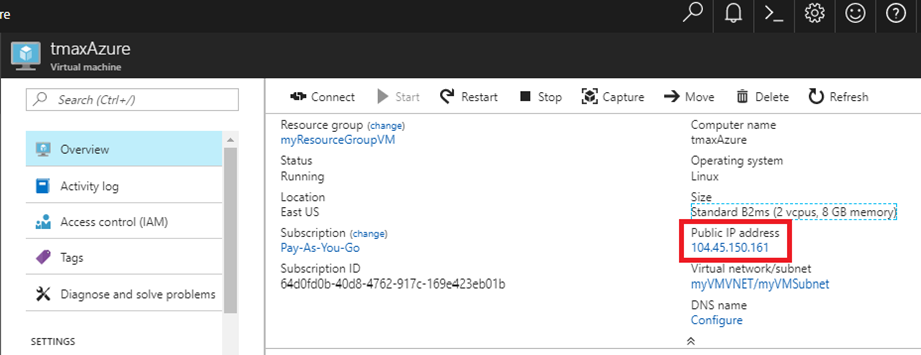 re
tmaxAzure
Virtual machine
Search (Ctrl+/)
Overview
Activity log
Access control (IAM)
Tags
Diagnose and solve problems
SETTINGS
Connect Start Restart Stop Capture Move Delete Refresh
Resource group (change)
myResourceGroupVM
Status
Running
Location
East US
Subscription (change)
Pay-As-You-Go
Subscription ID
64d0fd0b-40d8-4762-917c-169e423eb01b
Computer name
tmaxAzure
Operating system
Linux
Size
Standard B2ms (2 vcpus, 8 GB memory)
Public IP address
104.45.150.161
Virtual network/subnet
myVMVNET/myVMSubnet
DNS name
Configure